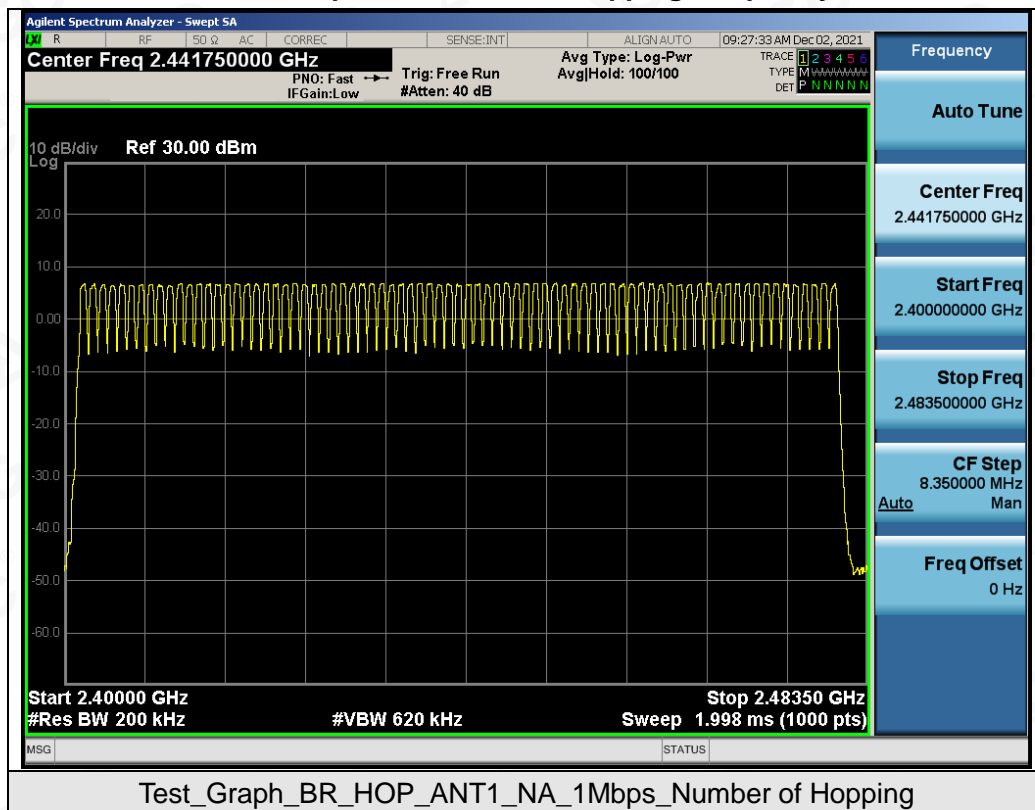 Agilent Spectrum Analyzer - Swept SA
LXI R RF 50 Ω AC CORREC SENSE:INT ALIGN AUTO 09:27:33 AM Dec 02, 2021
Center Freq 2.441750000 GHz
PNO: Fast
IFGain:Low
Trig: Free Run
#Atten: 40 dB
Avg Type: Log-Pwr
Avg|Hold: 100/100
TRACE 1 2 3 4 5 6
TYPE M WWWWW
DET P N N N N N
10 dB/div Ref 30.00 dBm
Log
20.0
10.0
0.00
-10.0
-20.0
-30.0
-40.0
-50.0
-60.0
Start 2.40000 GHz Stop 2.48350 GHz
#Res BW 200 kHz #VBW 620 kHz Sweep 1.998 ms (1000 pts)
MSG STATUS
Frequency
Auto Tune
Center Freq
2.441750000 GHz
Start Freq
2.400000000 GHz
Stop Freq
2.483500000 GHz
CF Step
8.350000 MHz
Auto Man
Freq Offset
0 Hz
Test_Graph_BR_HOP_ANT1_NA_1Mbps_Number of Hopping